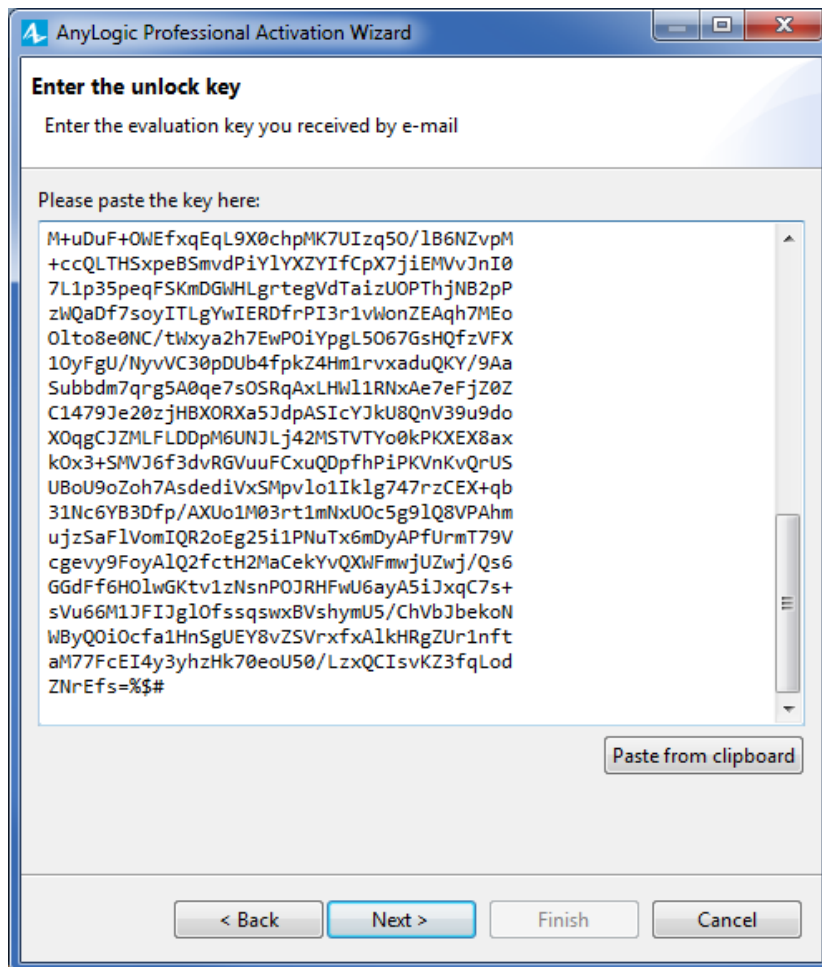 AnyLogic Professional Activation Wizard
Enter the unlock key
Enter the evaluation key you received by e-mail
Please paste the key here:
M+uDuF+OWEfxqEqL9X0chpMK7UIzq5O/lB6NZvpM
+ccQLTHSxpeBSmvdPiYlYXZYIfCpX7jiEMVvJnI0
7L1p35peqFSKmDGWHLgrtegVdTaizUOPThjNB2pP
zWQaDf7soyITLgYwIERDfrPI3r1vWonZEAqh7MEo
Olto8e0NC/tWxya2h7EwPOiYpgL5O67GsHQfzVFX
1OyFgU/NyvVC30pDUb4fpkZ4Hm1rvxaduQKY/9Aa
Subbdm7qrg5A0qe7sOSRqAxLHWl1RNxAe7eFjZ0Z
C1479Je20zjHBXORXa5JdpASIcYJkU8QnV39u9do
XOqgCJZMLFLDDpM6UNJLj42MSTVTYo0kPKXEX8ax
kOx3+SMVJ6f3dvRGVuuFCxuQDpfhPiPKVnKvQrUS
UBoU9oZoh7AsdediVxSMpvlo1Iklg747rzCEX+qb
31Nc6YB3Dfp/AXUo1M03rt1mNxUOc5g9lQ8VPAhm
ujzSaFlVomIQR2oEg25i1PNuTx6mDyAPfUrmT79V
cgevy9FoyAlQ2fctH2MaCekYvQXWFmwjUZwj/Qs6
GGdFf6HOlwGKtv1zNsnPOJRHFwU6ayA5iJxqC7s+
sVu66M1JFIJglOfssqswxBVshymU5/ChVbJbekoN
WByQOiOcfa1HnSgUEY8vZSVrxfxAlkHRgZUr1nft
aM77FcEI4y3yhzHk70eoU50/LzxQCIsvKZ3fqLod
ZNrEfs=%$#
Paste from clipboard
< Back Next > Finish Cancel